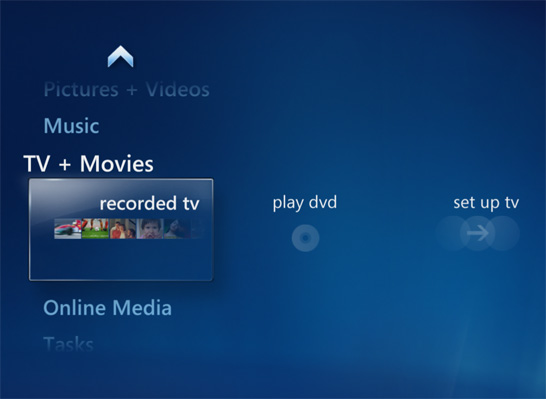 Pictures + Videos
Music
TV + Movies
recorded tv
play dvd
set up tv
Online Media
Tasks